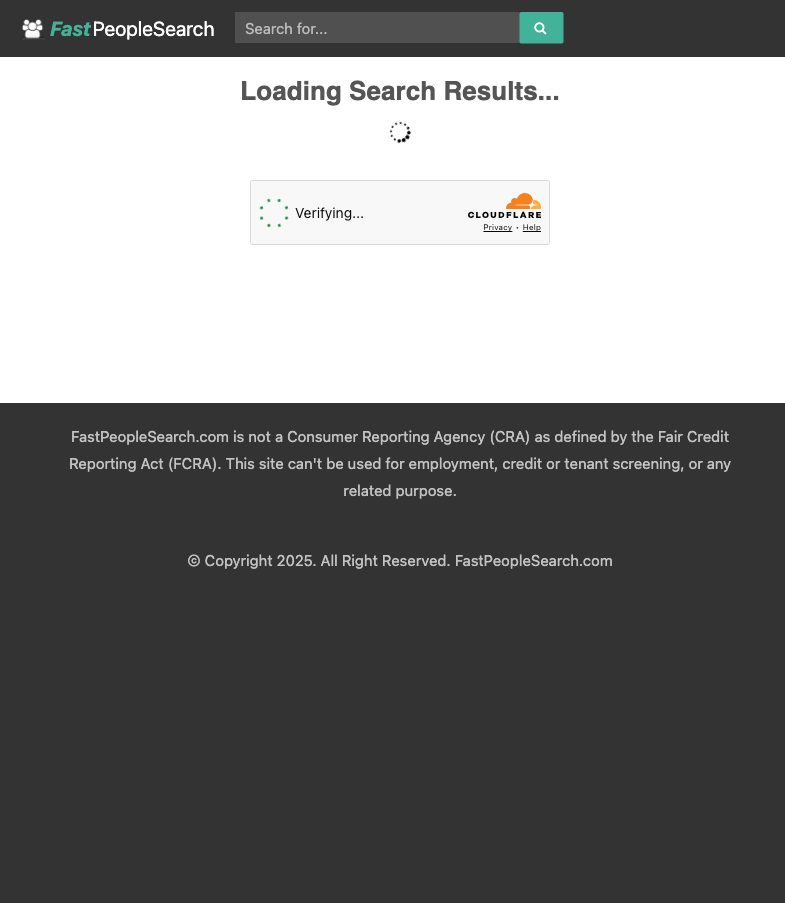 FastPeopleSearch
Search for...
Loading Search Results...
Verifying...
CLOUDFLARE
Privacy • Help
FastPeopleSearch.com is not a Consumer Reporting Agency (CRA) as defined by the Fair Credit
Reporting Act (FCRA). This site can't be used for employment, credit or tenant screening, or any
related purpose.
© Copyright 2025. All Right Reserved. FastPeopleSearch.com